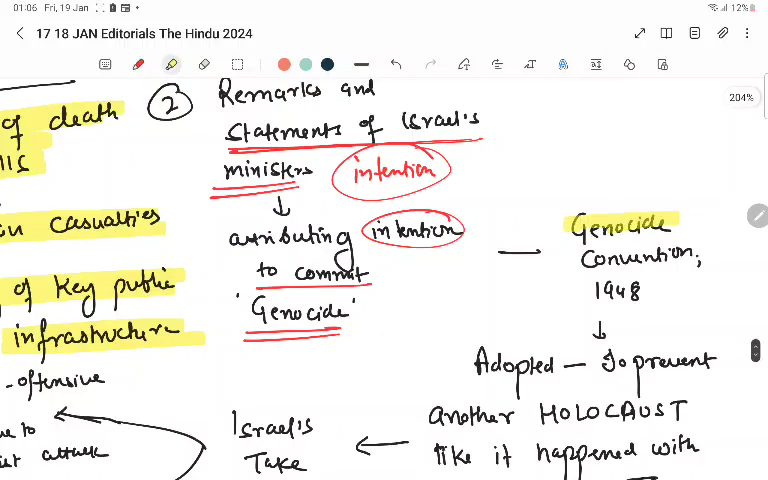 01:06 Fri, 19 Jan
12%
17 18 JAN Editorials The Hindu 2024
204%
of death
on casualties
of key public
infrastructure
- offensive
attack
2 Remarks and
statements of Israel's
ministers intention
attributing intention
to commit
'Genocide'
Israel's
Take
Genocide
Convention,
1948
Adopted - To prevent
another HOLOCAUST
like it happened with